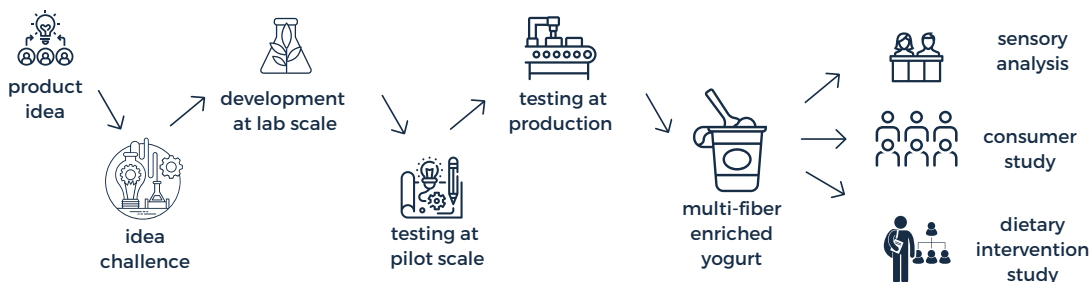 product
idea
idea
challence
development
at lab scale
testing at
pilot scale
testing at
production
multi-fiber
enriched
yogurt
sensory
analysis
consumer
study
dietary
intervention
study